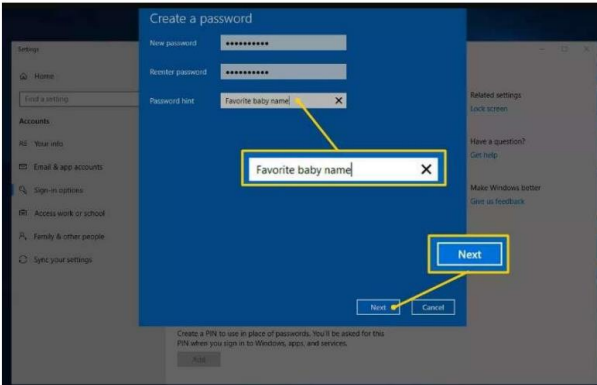 Create a password
New password ••••••••••
Reenter password ••••••••••
Password hint Favorite baby name ✕
Favorite baby name ✕
Next
Next Cancel
Settings
Home
Find a setting
Accounts
Your info
Email & app accounts
Sign-in options
Access work or school
Family & other people
Sync your settings
Related settings
Lock screen
Have a question?
Get help
Make Windows better
Give us feedback
Create a PIN to use in place of passwords. You'll be asked for this
PIN when you sign in to Windows, apps, and services.
Add